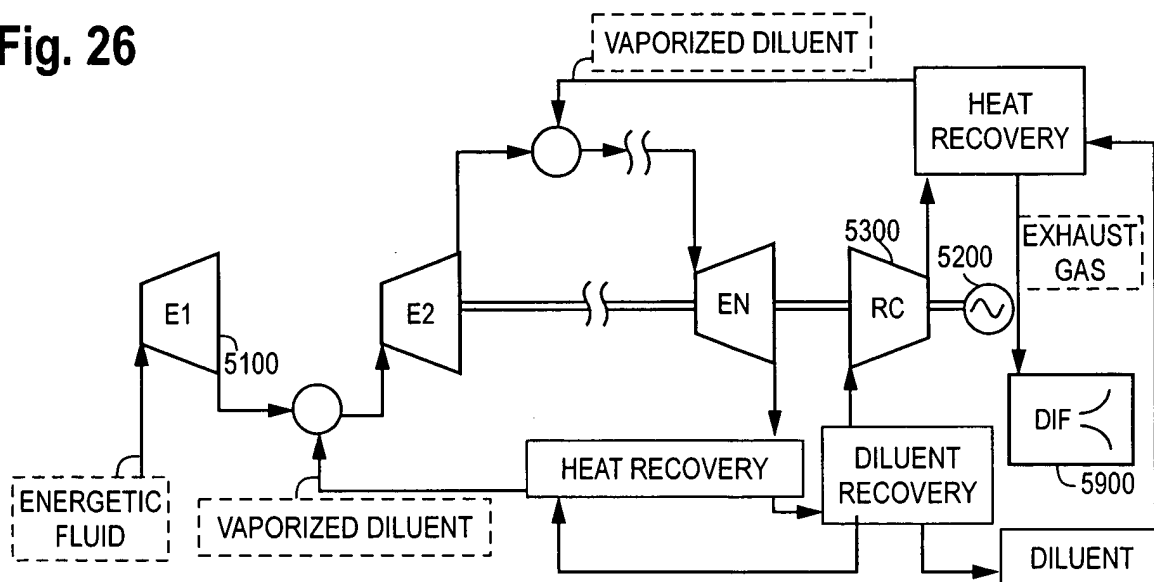 Fig. 26
VAPORIZED DILUENT
HEAT
RECOVERY
5300
5200
EXHAUST
GAS
E1
E2
EN
RC
5100
DIF
5900
HEAT RECOVERY
DILUENT
RECOVERY
ENERGETIC
FLUID
VAPORIZED DILUENT
DILUENT